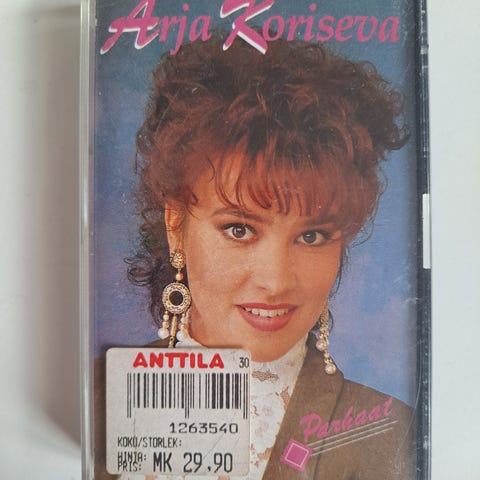 Arja Koriseva
ANTTILA 30
1263540
KOKO/STORLEK:
HINTA:
PRIS: MK 29,90
Parhaat